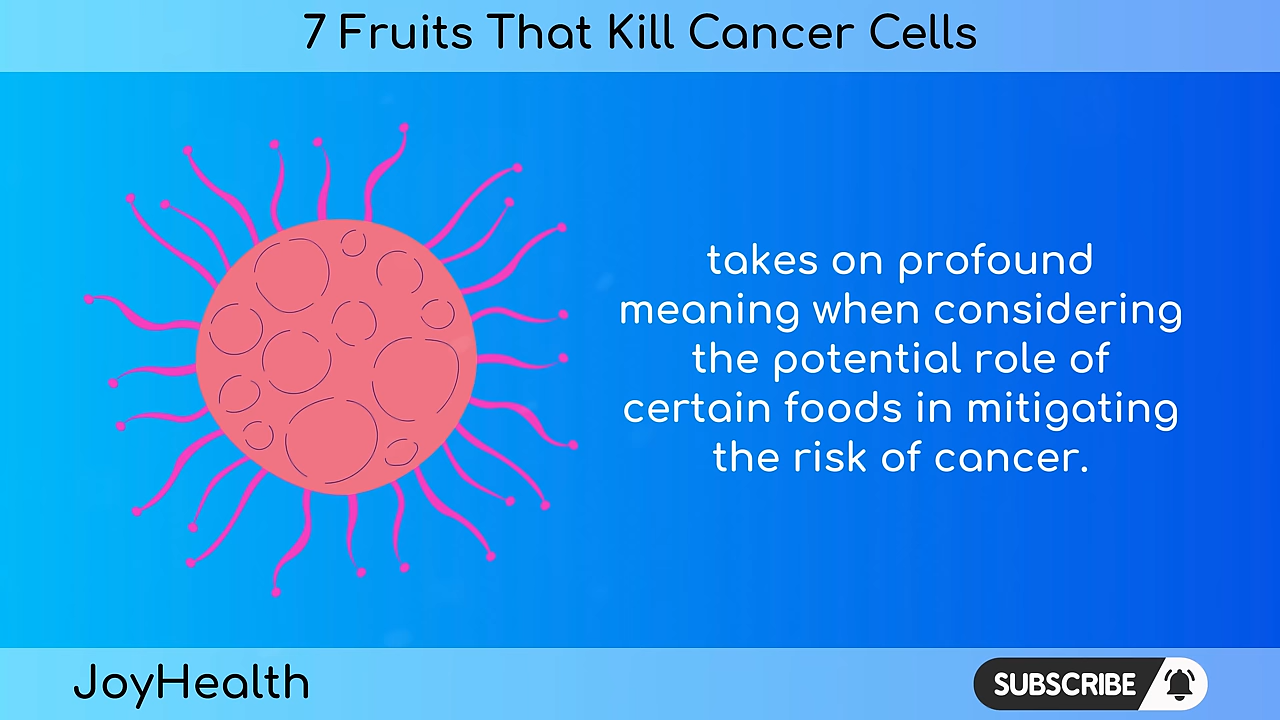 7 Fruits That Kill Cancer Cells
takes on profound
meaning when considering
the potential role of
certain foods in mitigating
the risk of cancer.
JoyHealth
SUBSCRIBE